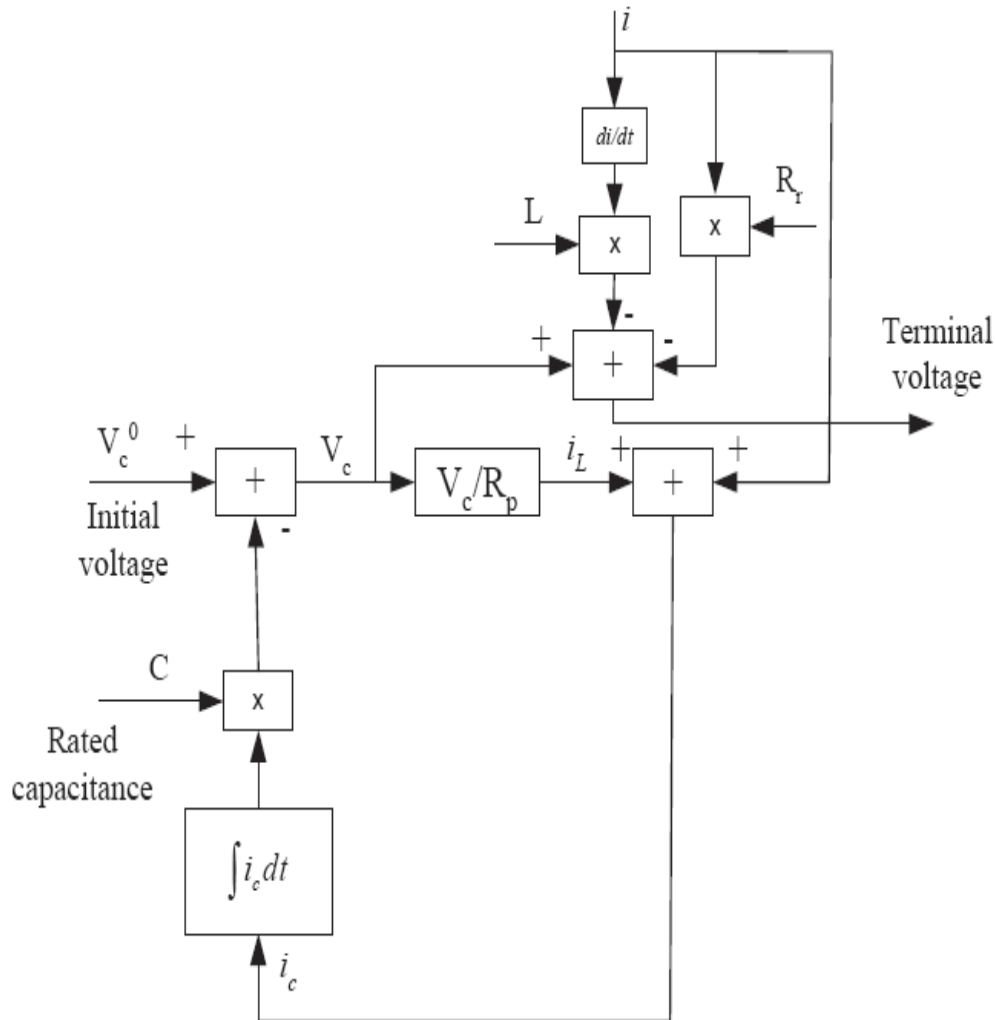 i
di/dt
L
x
x
R_r
-
+
-
+
Terminal
voltage
V_c^0
+
+
-
V_c
V_c/R_p
i_L
+
+
+
Initial
voltage
C
x
Rated
capacitance
∫i_c dt
i_c